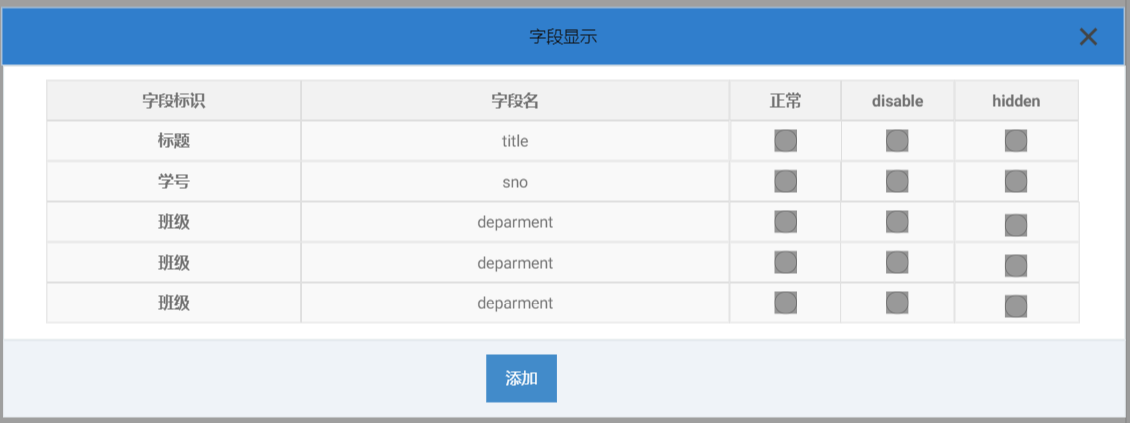 字段显示
字段标识 字段名 正常 disable hidden
标题 title
学号 sno
班级 deparment
班级 deparment
班级 deparment
添加